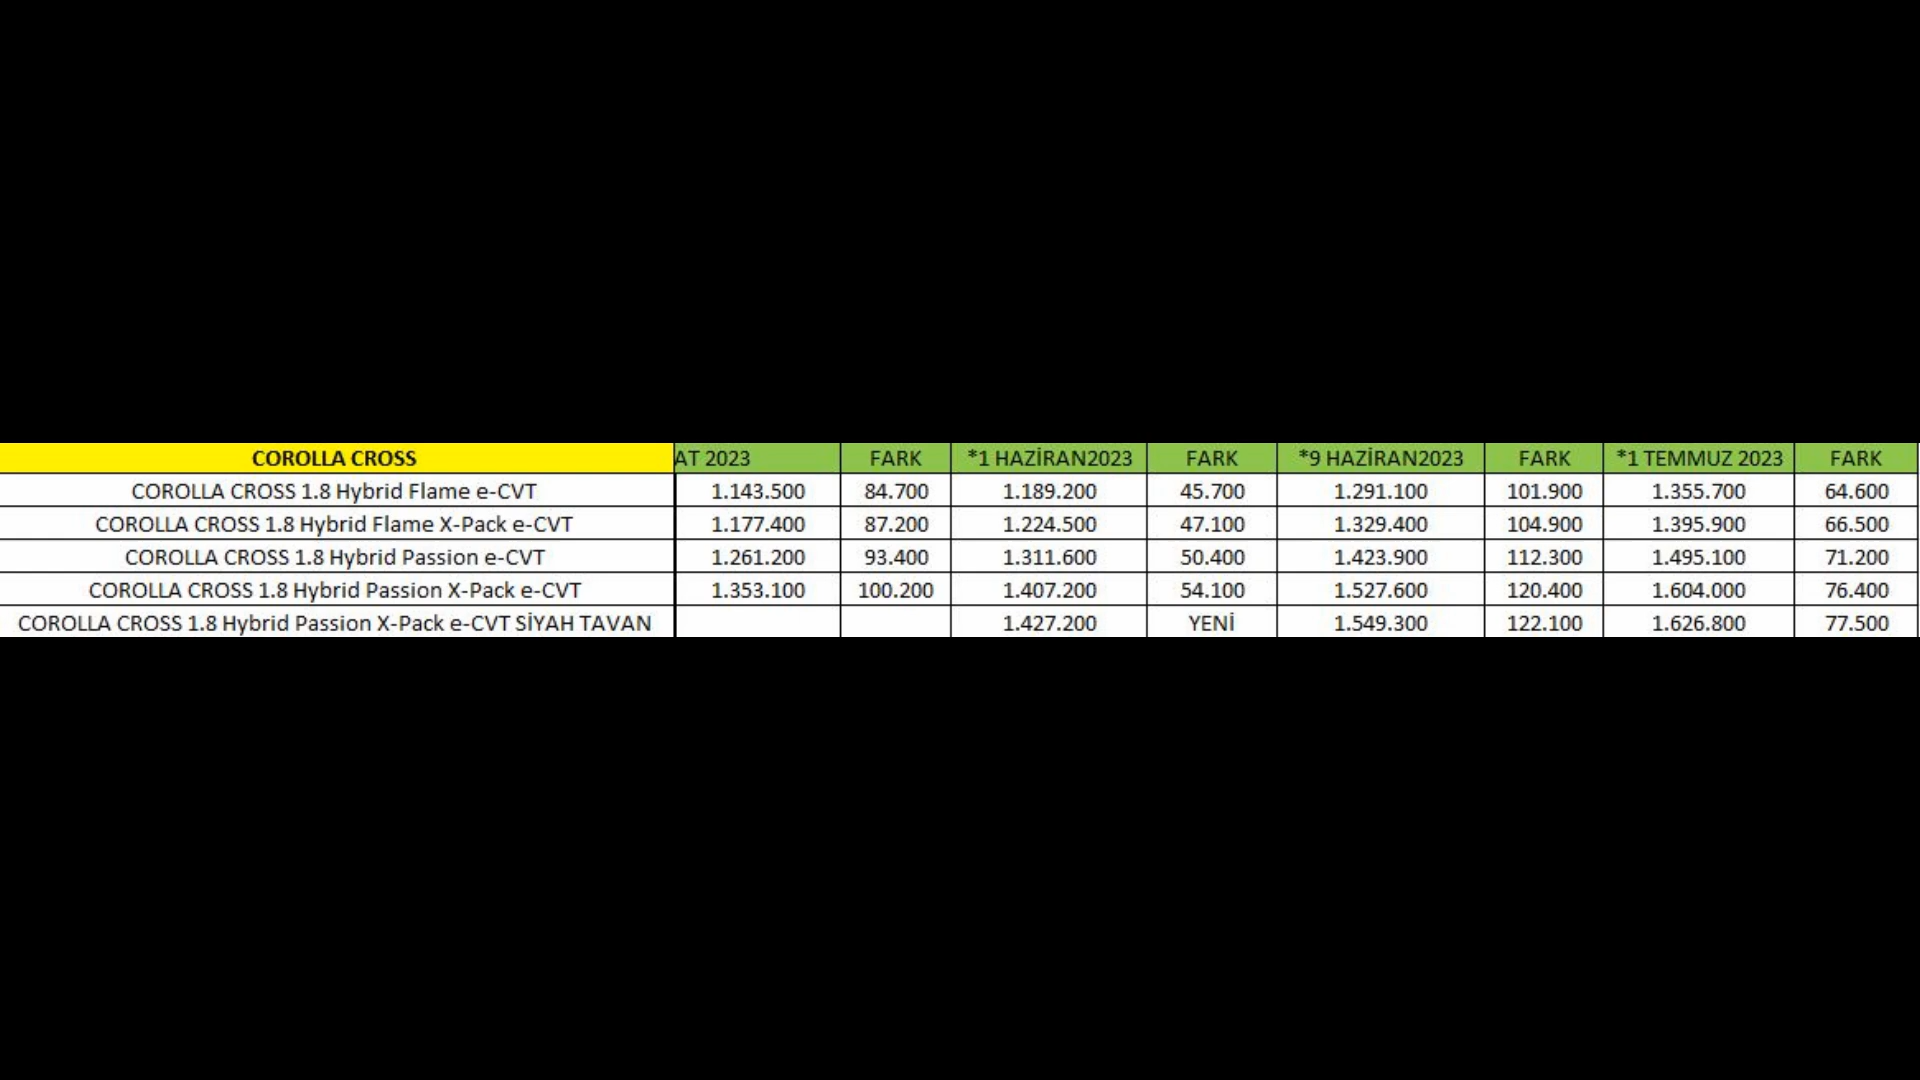 COROLLA CROSS AT 2023 FARK *1 HAZİRAN2023 FARK *9 HAZİRAN2023 FARK *1 TEMMUZ 2023 FARK
COROLLA CROSS 1.8 Hybrid Flame e-CVT 1.143.500 84.700 1.189.200 45.700 1.291.100 101.900 1.355.700 64.600
COROLLA CROSS 1.8 Hybrid Flame X-Pack e-CVT 1.177.400 87.200 1.224.500 47.100 1.329.400 104.900 1.395.900 66.500
COROLLA CROSS 1.8 Hybrid Passion e-CVT 1.261.200 93.400 1.311.600 50.400 1.423.900 112.300 1.495.100 71.200
COROLLA CROSS 1.8 Hybrid Passion X-Pack e-CVT 1.353.100 100.200 1.407.200 54.100 1.527.600 120.400 1.604.000 76.400
COROLLA CROSS 1.8 Hybrid Passion X-Pack e-CVT SİYAH TAVAN 1.427.200 YENİ 1.549.300 122.100 1.626.800 77.500